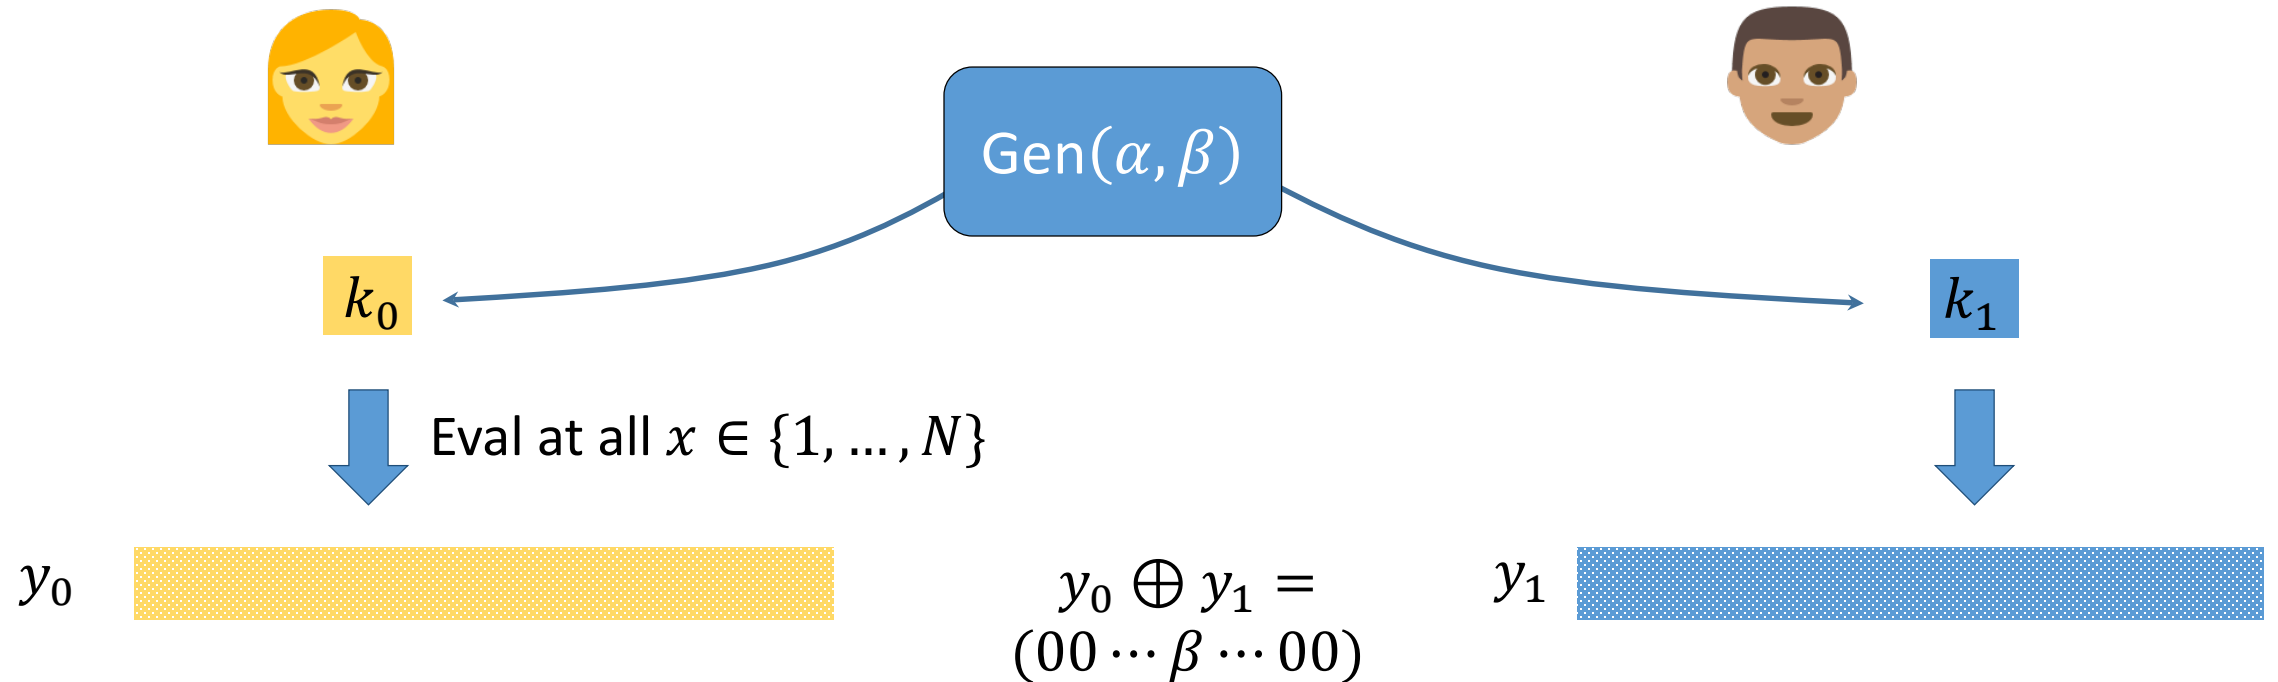 Gen(α, β)
k₀
k₁
Eval at all x ∈ {1, … , N}
y₀
y₀ ⊕ y₁ =
(00 ⋯ β ⋯ 00)
y₁